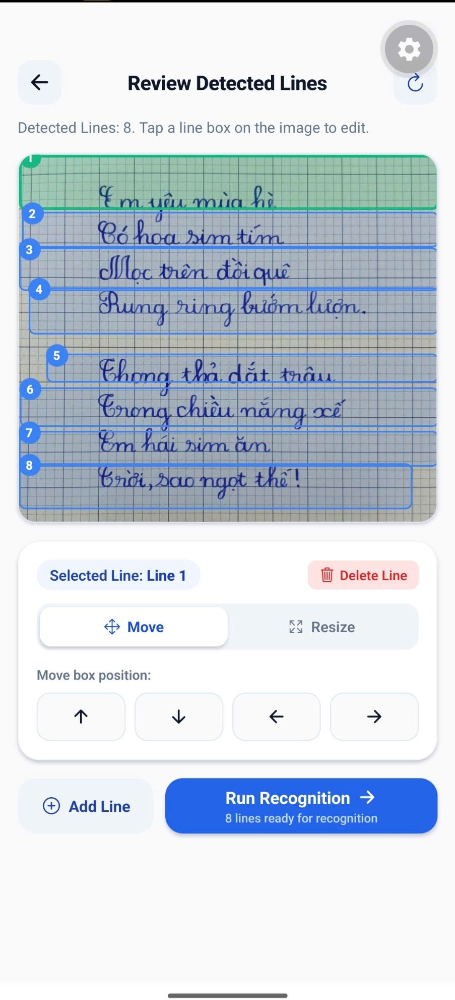 Review Detected Lines
Detected Lines: 8. Tap a line box on the image to edit.
1
Em yêu mùa hè
2
Có hoa sim tím
3
Mọc trên đồi quê
4
Rung rinh bướm lượn.
5
Thong thả dắt trâu
6
Trong chiều nắng xế
7
Em hái sim ăn
8
Trời, sao ngọt thế!
Selected Line: Line 1
Delete Line
Move
Resize
Move box position:
Add Line
Run Recognition
8 lines ready for recognition